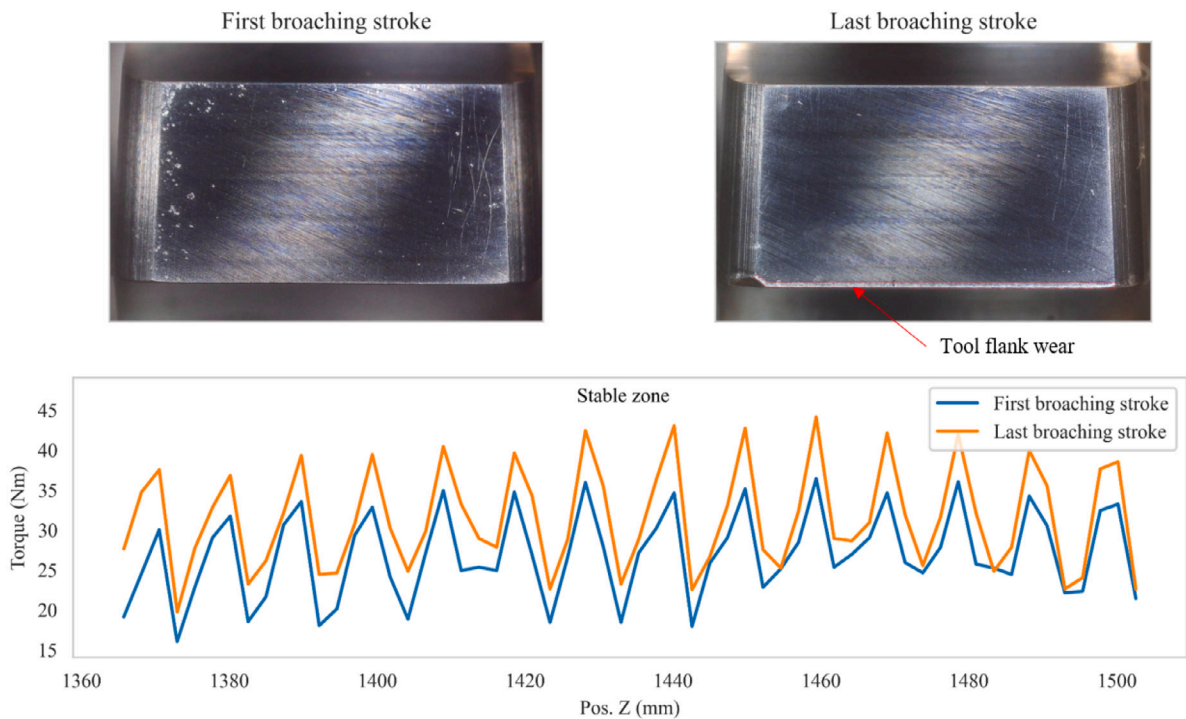 First broaching stroke
Last broaching stroke
Tool flank wear
Stable zone
First broaching stroke
Last broaching stroke
Torque (Nm)
45
40
35
30
25
20
15
1360
1380
1400
1420
1440
1460
1480
1500
Pos. Z (mm)